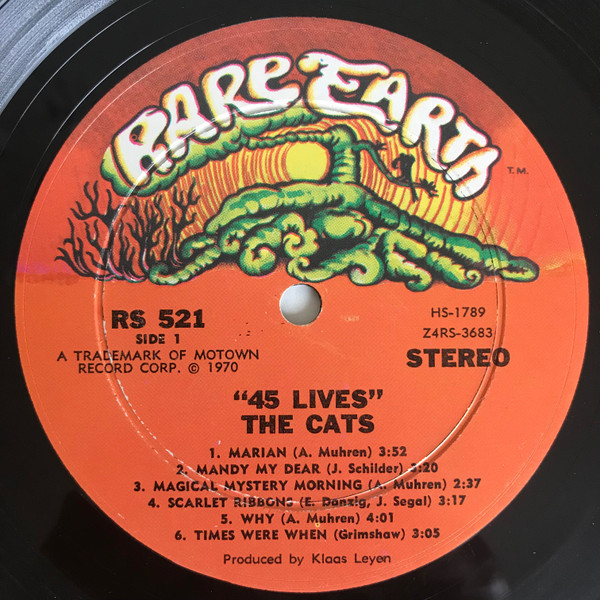 RARE EARTH
T.M.
RS 521
SIDE 1
A TRADEMARK OF MOTOWN
RECORD CORP. © 1970
HS-1789
Z4RS-3683
STEREO
"45 LIVES"
THE CATS
1. MARIAN (A. Muhren) 3:52
2. MANDY MY DEAR (J. Schilder) 3:20
3. MAGICAL MYSTERY MORNING (A. Muhren) 2:37
4. SCARLET RIBBONS (E. Danzig, J. Segal) 3:17
5. WHY (A. Muhren) 4:01
6. TIMES WERE WHEN (Grimshaw) 3:05
Produced by Klaas Leyen